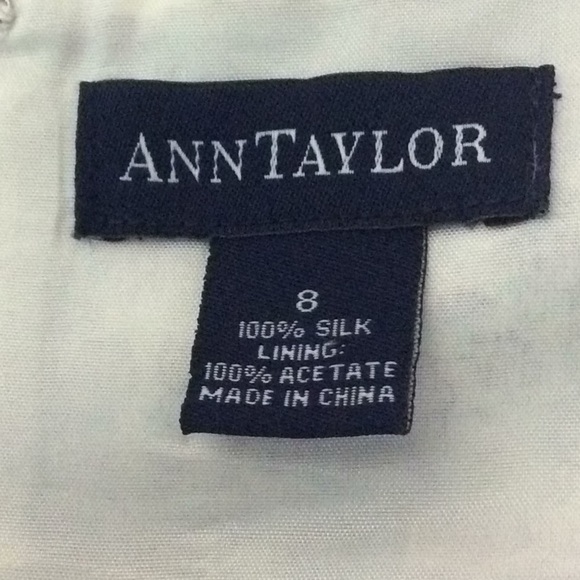 ANNTAYLOR
8
100% SILK
LINING:
100% ACETATE
MADE IN CHINA